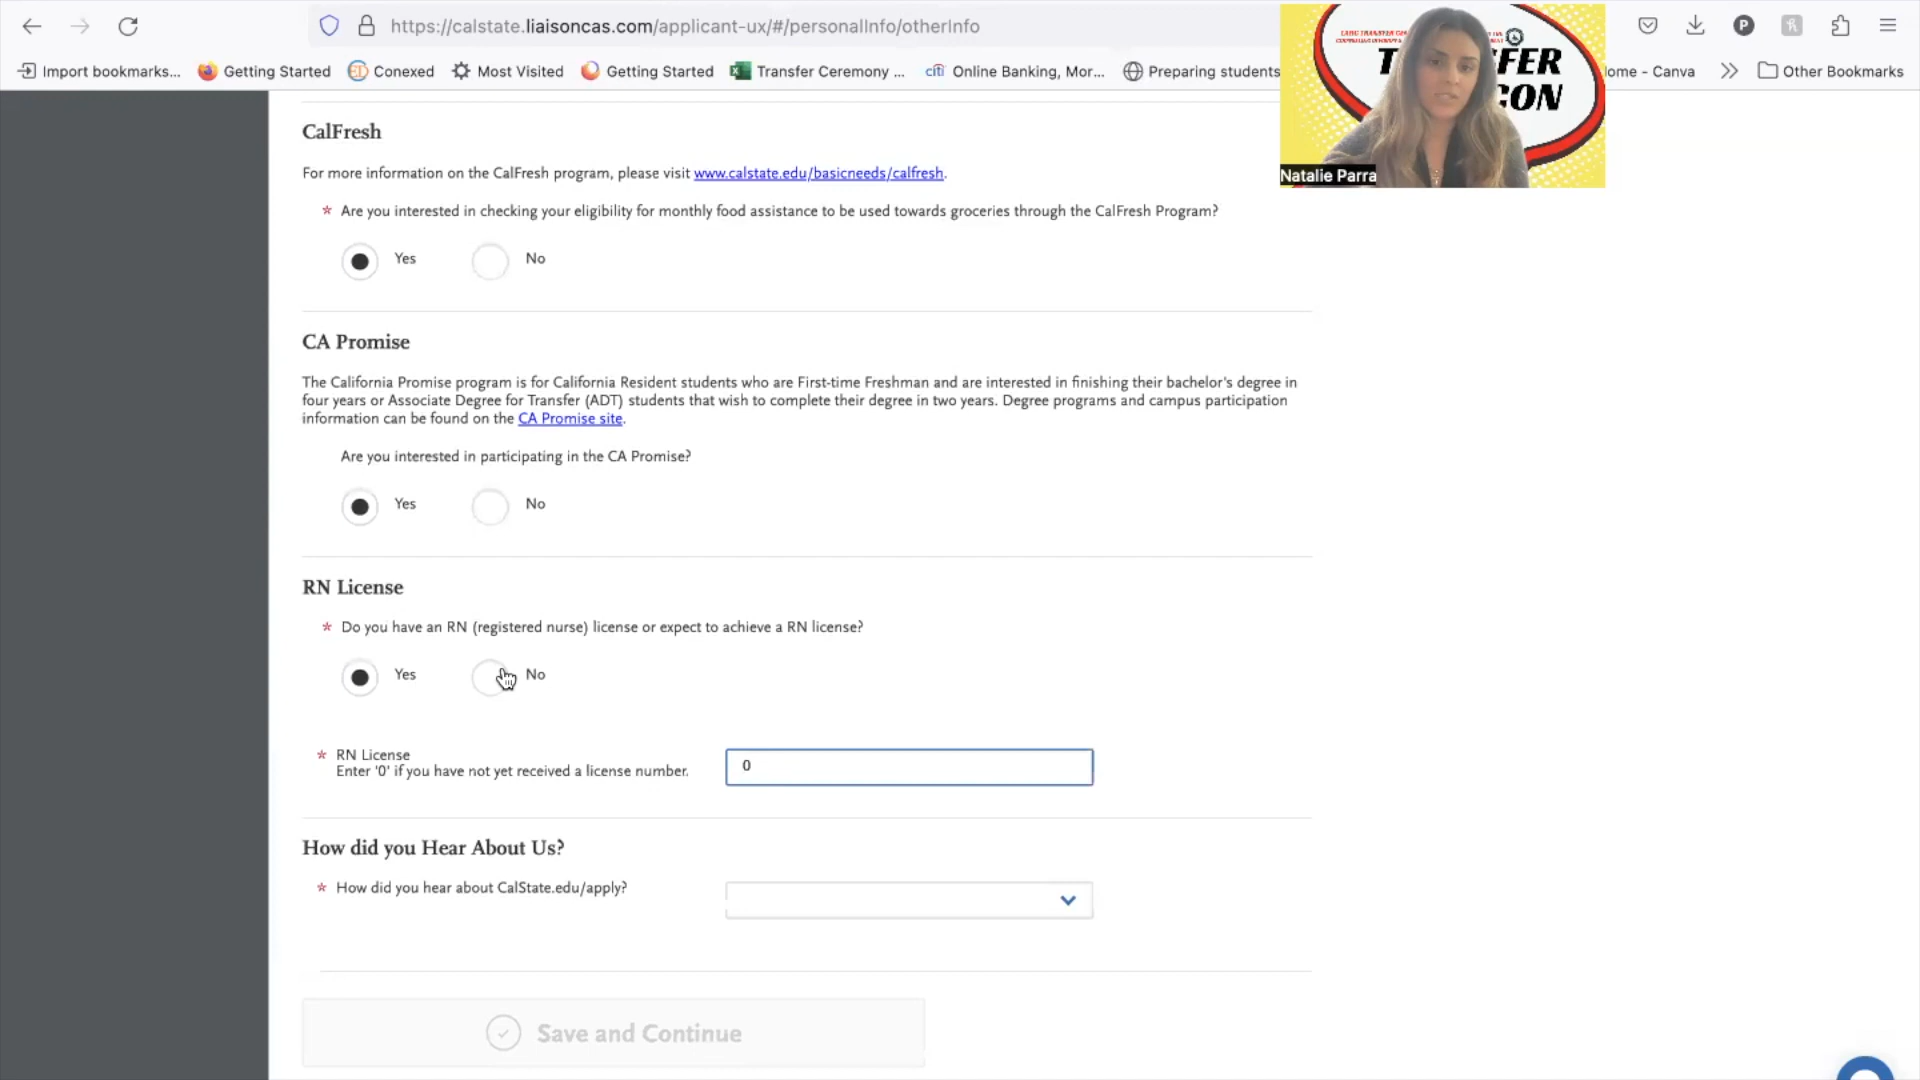 https://calstate.liaisoncas.com/applicant-ux/#/personalInfo/otherInfo
Import bookmarks...
Getting Started
Conexed
Most Visited
Getting Started
Transfer Ceremony ...
citi Online Banking, Mor...
Preparing students
ome - Canva
Other Bookmarks
T FER
CON
Natalie Parra
CalFresh
For more information on the CalFresh program, please visit www.calstate.edu/basicneeds/calfresh.
* Are you interested in checking your eligibility for monthly food assistance to be used towards groceries through the CalFresh Program?
Yes No
CA Promise
The California Promise program is for California Resident students who are First-time Freshman and are interested in finishing their bachelor's degree in
four years or Associate Degree for Transfer (ADT) students that wish to complete their degree in two years. Degree programs and campus participation
information can be found on the CA Promise site.
Are you interested in participating in the CA Promise?
Yes No
RN License
* Do you have an RN (registered nurse) license or expect to achieve a RN license?
Yes No
* RN License
Enter '0' if you have not yet received a license number.
0
How did you Hear About Us?
* How did you hear about CalState.edu/apply?
Save and Continue